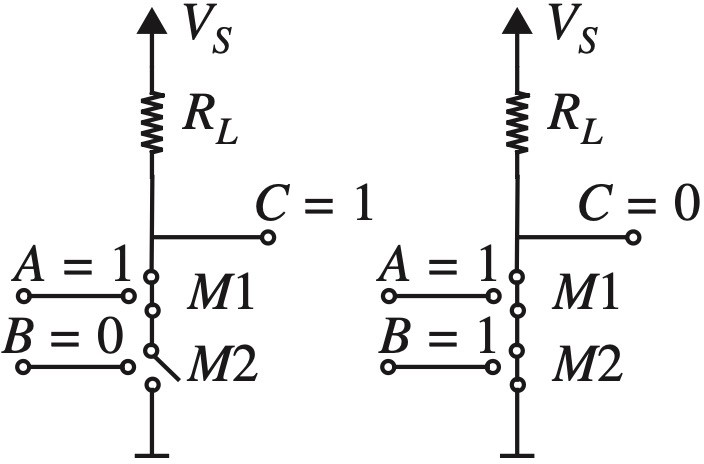 V_S V_S
R_L R_L
C = 1 C = 0
A = 1 M1 A = 1 M1
B = 0 M2 B = 1 M2